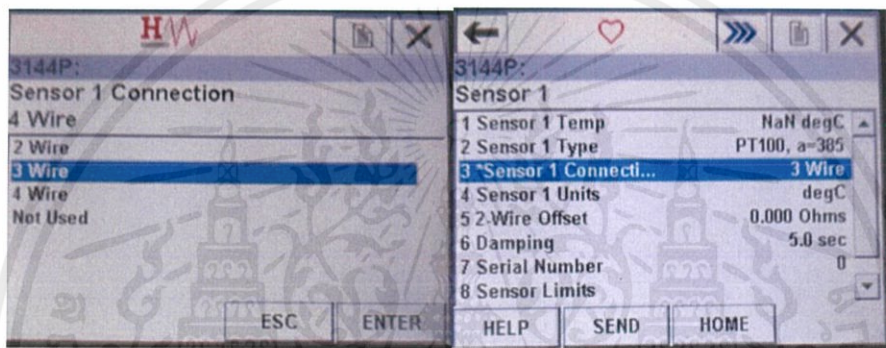 H
3144P:
Sensor 1 Connection
4 Wire
2 Wire
3 Wire
4 Wire
Not Used
ESC ENTER
3144P:
Sensor 1
1 Sensor 1 Temp NaN degC
2 Sensor 1 Type PT100, a=385
3 *Sensor 1 Connecti... 3 Wire
4 Sensor 1 Units degC
5 2-Wire Offset 0.000 Ohms
6 Damping 5.0 sec
7 Serial Number 0
8 Sensor Limits
HELP SEND HOME